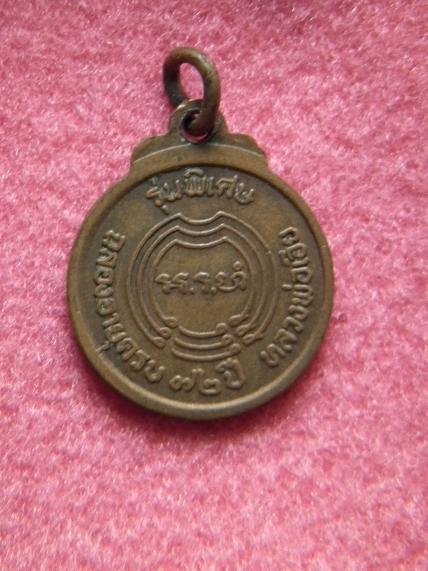 รุ่นพิเศษ
ฉลองอายุครบ ๗๒ ปี หลวงพ่อ